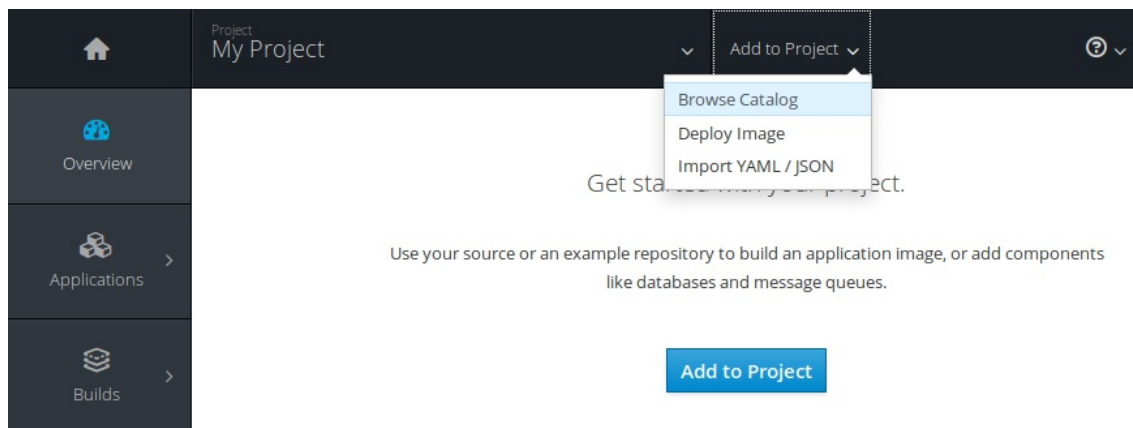 Project
My Project
Add to Project
Browse Catalog
Deploy Image
Import YAML / JSON
Overview
Get sta
ject.
Use your source or an example repository to build an application image, or add components
like databases and message queues.
Applications
Add to Project
Builds